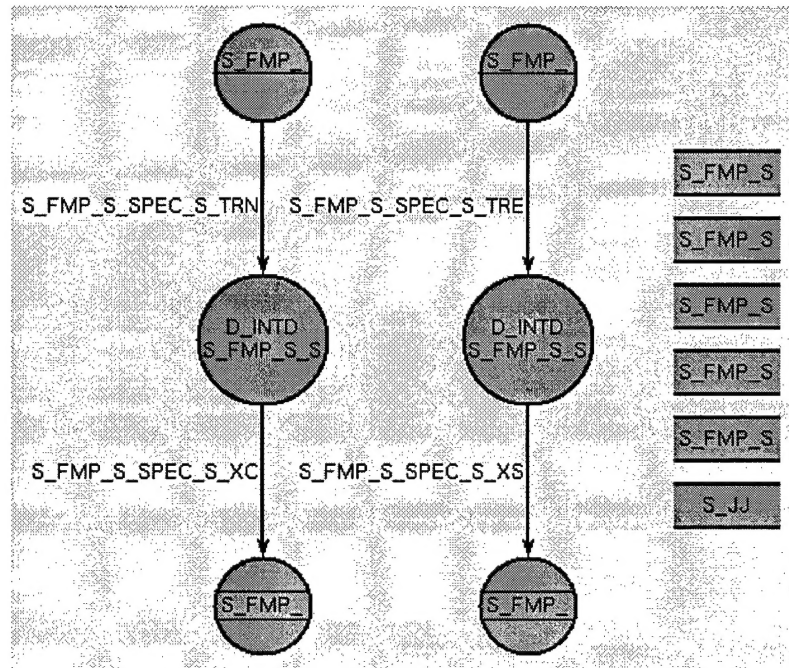 S_FMP_
S_FMP_
S_FMP_S
S_FMP_S_SPEC_S_TRN
S_FMP_S_SPEC_S_TRE
S_FMP_S
S_FMP_S
D_INTD
S_FMP_S_S
D_INTD
S_FMP_S_S
S_FMP_S
S_FMP_S
S_FMP_S_SPEC_S_XC
S_FMP_S_SPEC_S_XS
S_JJ
S_FMP_
S_FMP_